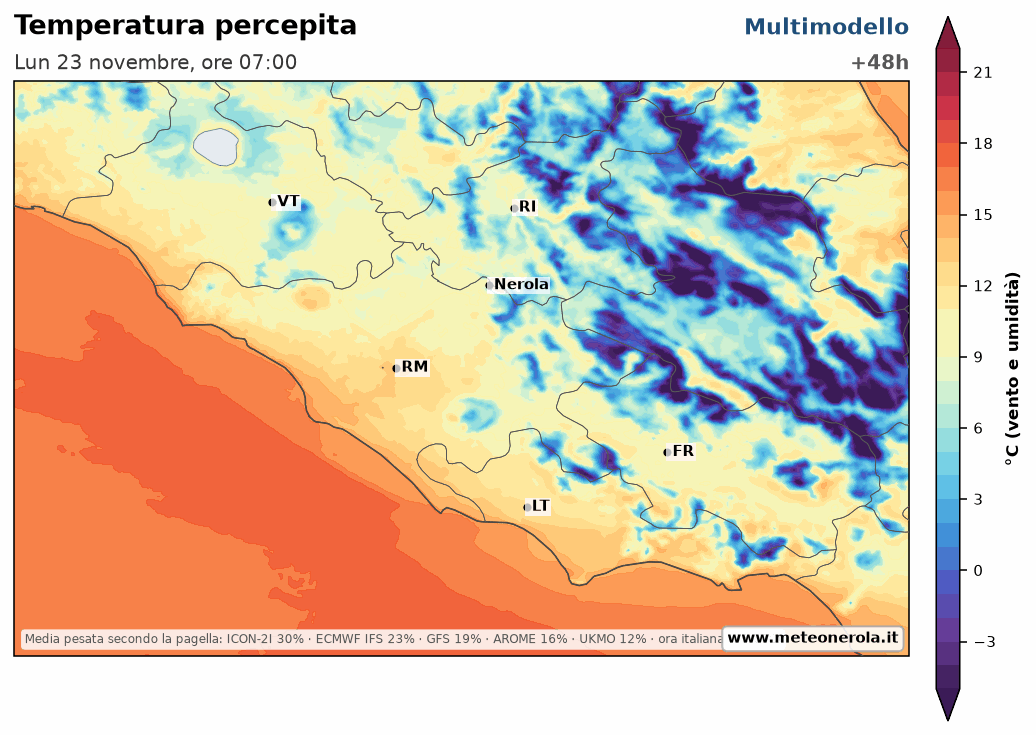 Temperatura percepita
Multimodello
Lun 23 novembre, ore 07:00
+48h
21
18
15
12
9
6
3
0
−3
°C (vento e umidità)
VT
RI
Nerola
RM
FR
LT
Media pesata secondo la pagella: ICON-2I 30% · ECMWF IFS 23% · GFS 19% · AROME 16% · UKMO 12% · ora italiana
www.meteonerola.it